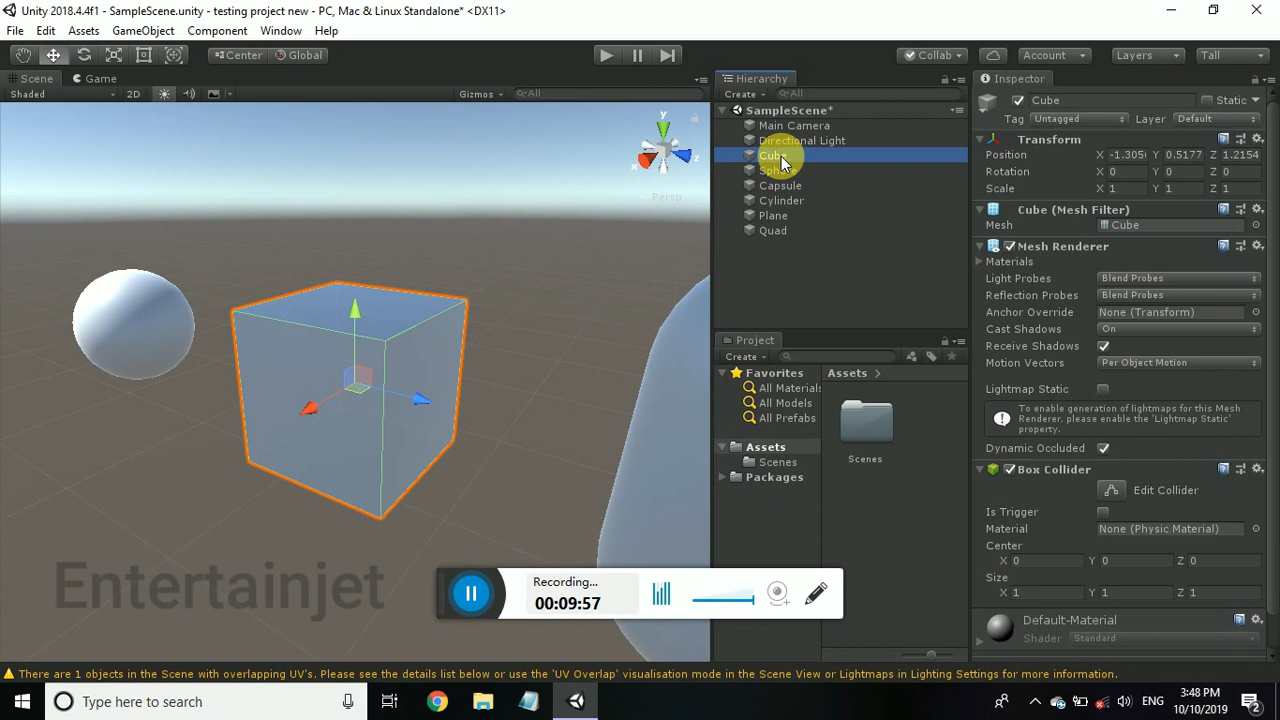 Unity 2018.4.4f1 - SampleScene.unity - testing project new - PC, Mac & Linux Standalone* <DX11>
File Edit Assets GameObject Component Window Help
Center Global Collab Account Layers Tall
Scene Game
Shaded 2D Gizmos All
y
x z
Persp
Hierarchy
Create All
SampleScene*
Main Camera
Directional Light
Cube
Sphere
Capsule
Cylinder
Plane
Quad
Project
Create
Favorites
All Materials
All Models
All Prefabs
Assets
Scenes
Packages
Assets
Scenes
Inspector
Cube Static
Tag Untagged Layer Default
Transform
Position X -1.305 Y 0.5177 Z 1.2154
Rotation X 0 Y 0 Z 0
Scale X 1 Y 1 Z 1
Cube (Mesh Filter)
Mesh Cube
Mesh Renderer
Materials
Light Probes Blend Probes
Reflection Probes Blend Probes
Anchor Override None (Transform)
Cast Shadows On
Receive Shadows
Motion Vectors Per Object Motion
Lightmap Static
To enable generation of lightmaps for this Mesh
Renderer, please enable the 'Lightmap Static'
property.
Dynamic Occluded
Box Collider
Edit Collider
Is Trigger
Material None (Physic Material)
Center
X 0 Y 0 Z 0
Size
X 1 Y 1 Z 1
Default-Material
Shader Standard
Entertainjet
Recording...
00:09:57
There are 1 objects in the Scene with overlapping UV's. Please see the details list below or use the 'UV Overlap' visualisation mode in the Scene View or Lightmaps in Lighting Settings for more information.
Type here to search
ENG
3:48 PM
10/10/2019
2